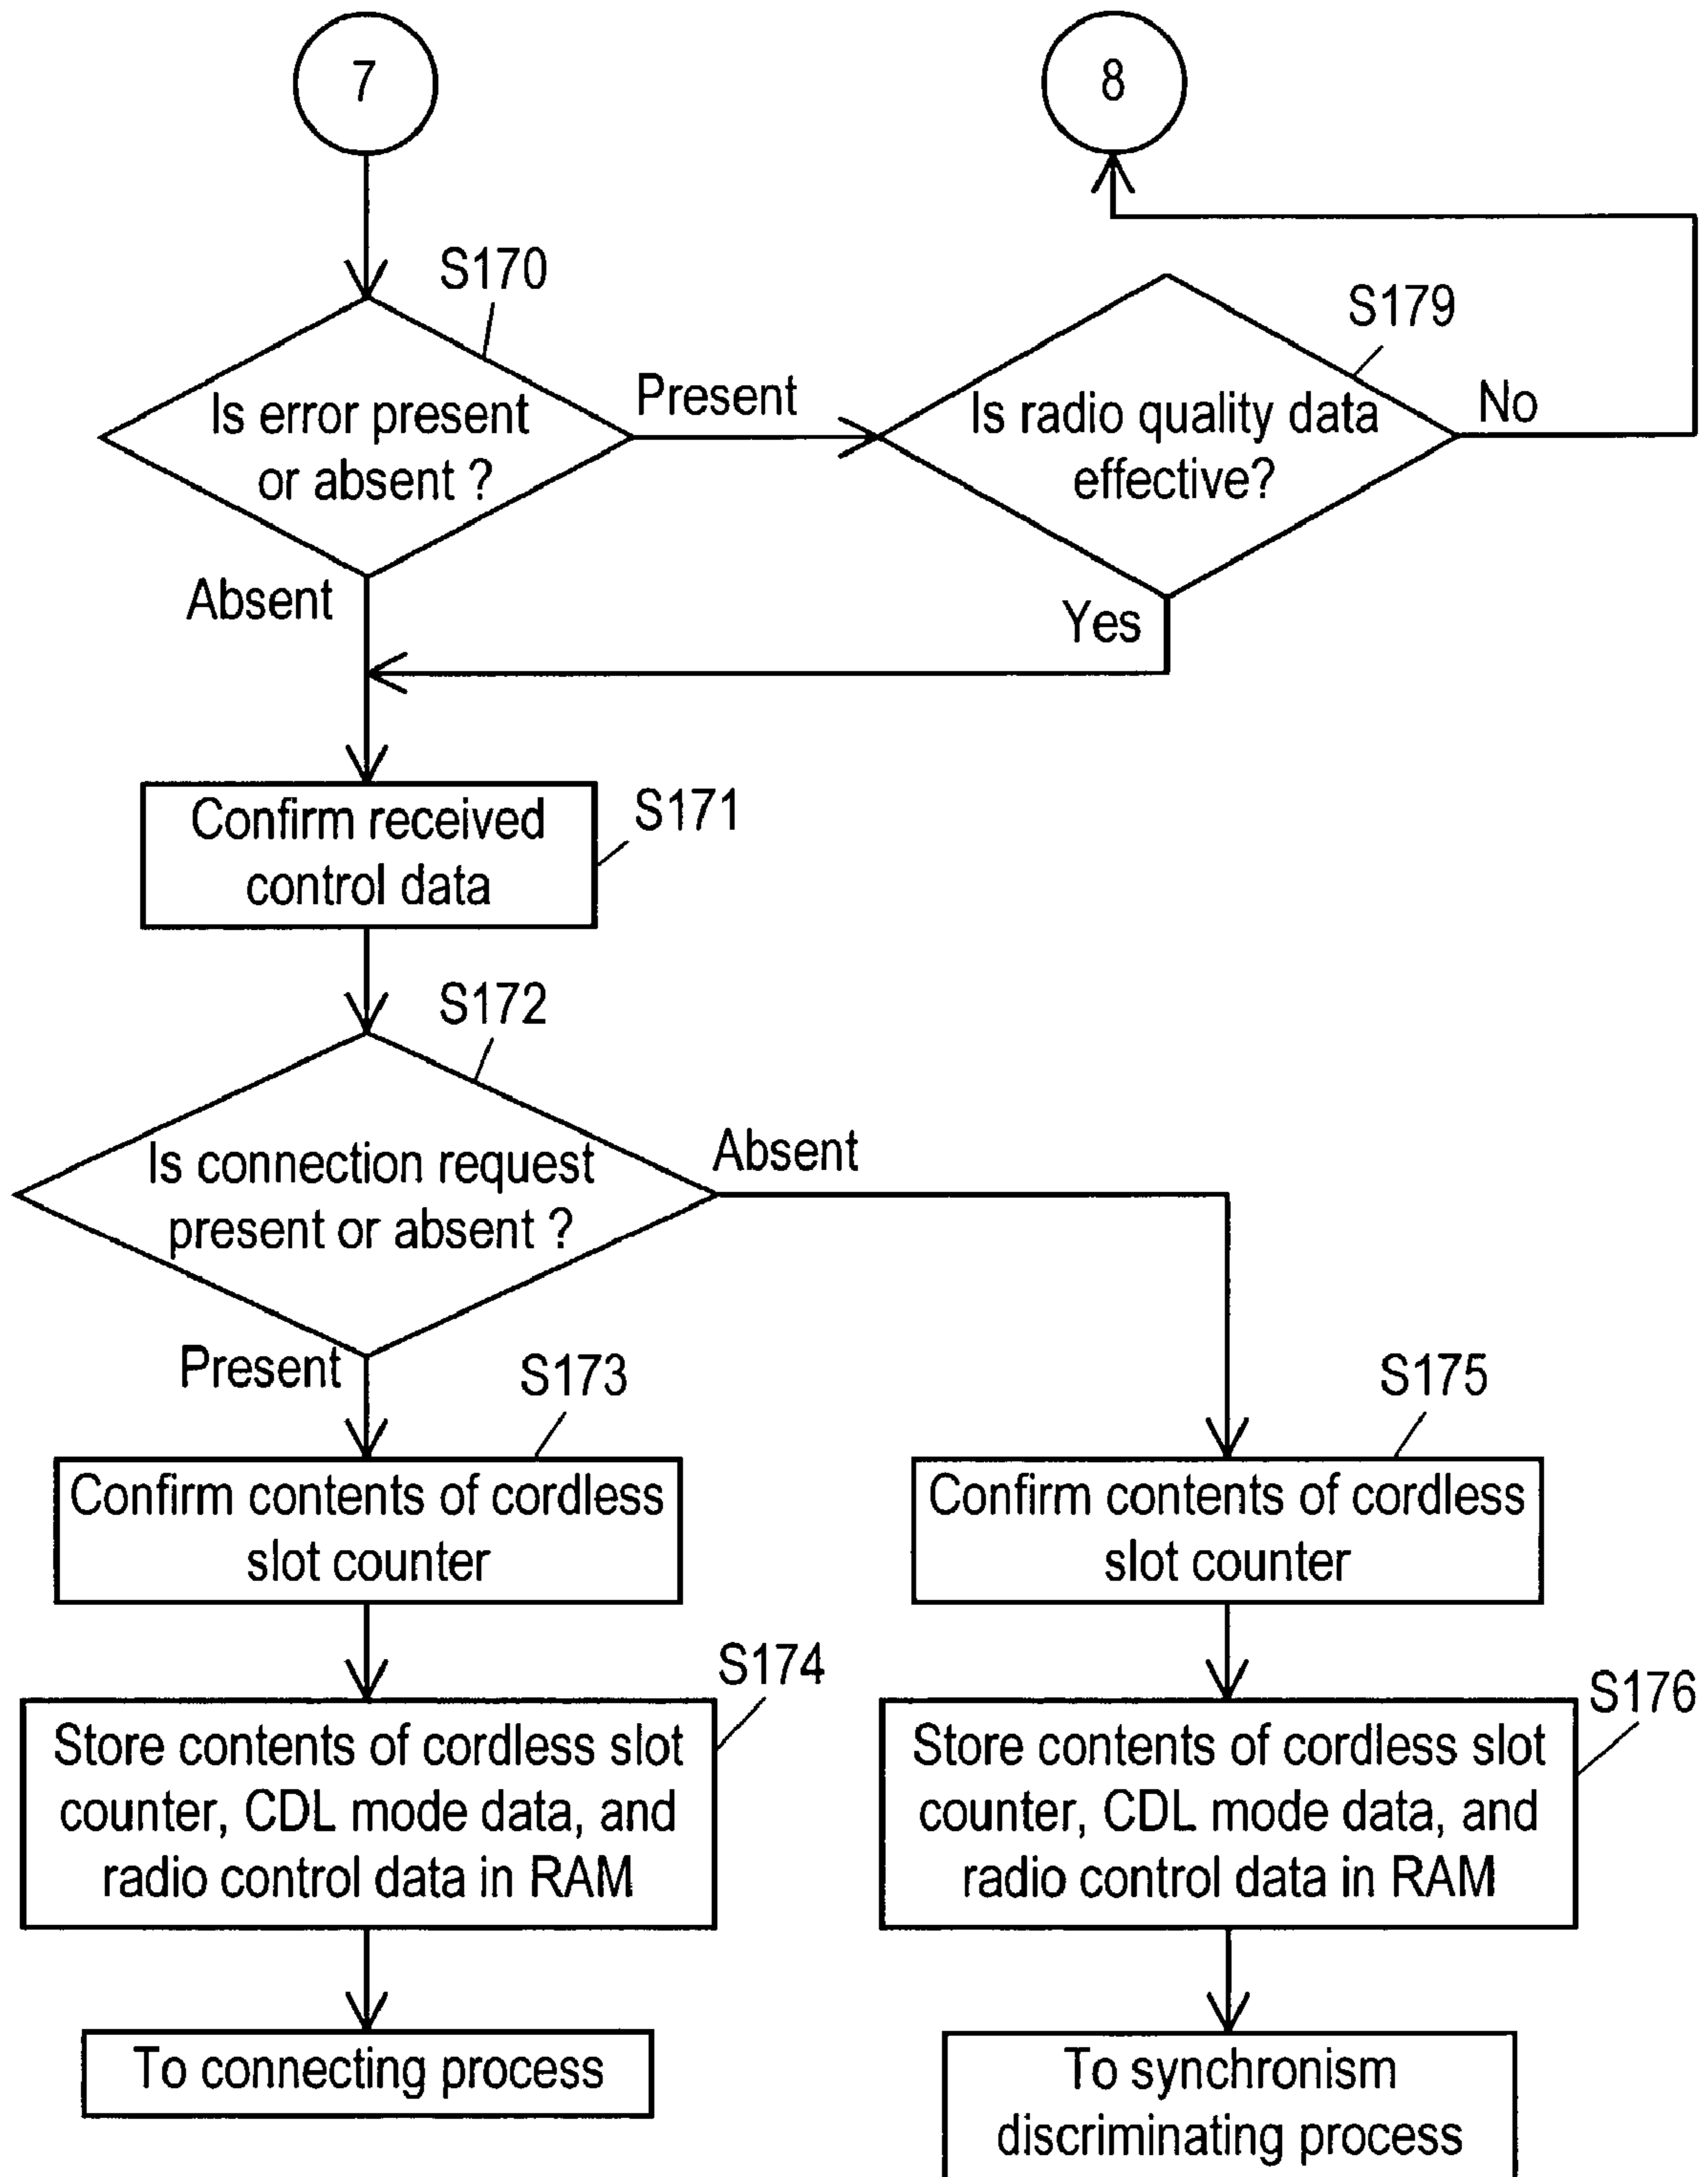 7
8
S170
S179
Is error present
or absent ?
Present
Is radio quality data
effective?
No
Absent
Yes
Confirm received
control data
S171
S172
Is connection request
present or absent ?
Absent
Present
S173
S175
Confirm contents of cordless
slot counter
Confirm contents of cordless
slot counter
S174
S176
Store contents of cordless slot
counter, CDL mode data, and
radio control data in RAM
Store contents of cordless slot
counter, CDL mode data, and
radio control data in RAM
To connecting process
To synchronism
discriminating process